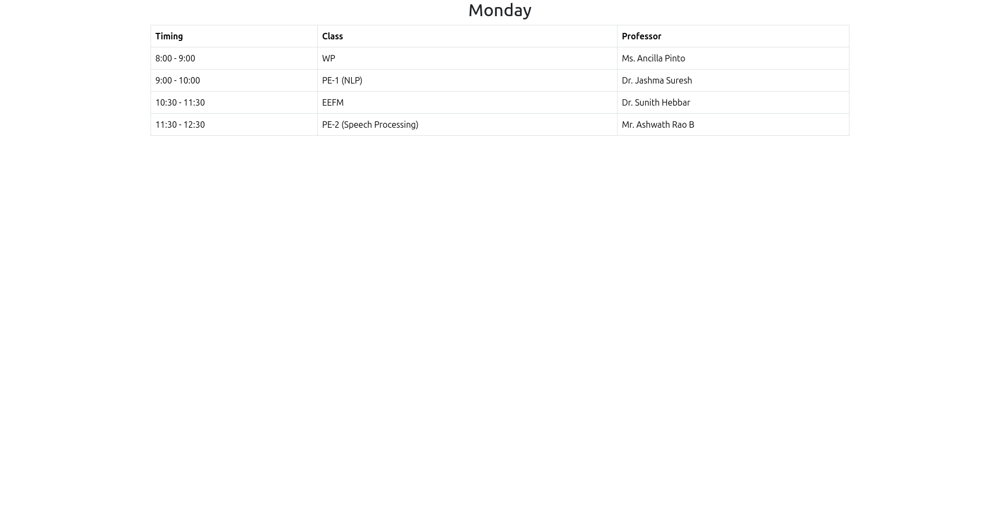 Monday
Timing Class Professor
8:00 - 9:00 WP Ms. Ancilla Pinto
9:00 - 10:00 PE-1 (NLP) Dr. Jashma Suresh
10:30 - 11:30 EEFM Dr. Sunith Hebbar
11:30 - 12:30 PE-2 (Speech Processing) Mr. Ashwath Rao B